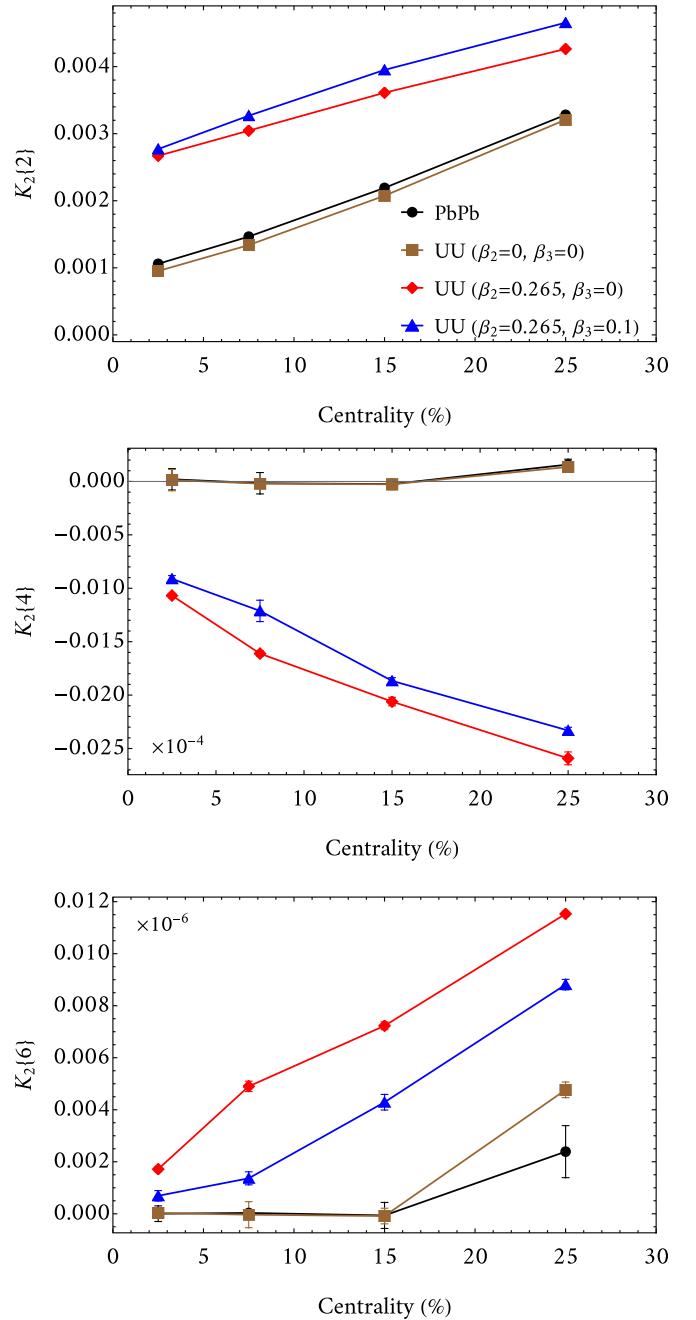 0.004
0.003
0.002
0.001
0.000
K₂{2}
PbPb
UU (β₂=0, β₃=0)
UU (β₂=0.265, β₃=0)
UU (β₂=0.265, β₃=0.1)
0 5 10 15 20 25 30
Centrality (%)
0.000
−0.005
−0.010
−0.015
−0.020
−0.025
K₂{4}
×10⁻⁴
0 5 10 15 20 25 30
Centrality (%)
0.012
0.010
0.008
0.006
0.004
0.002
0.000
K₂{6}
×10⁻⁶
0 5 10 15 20 25 30
Centrality (%)